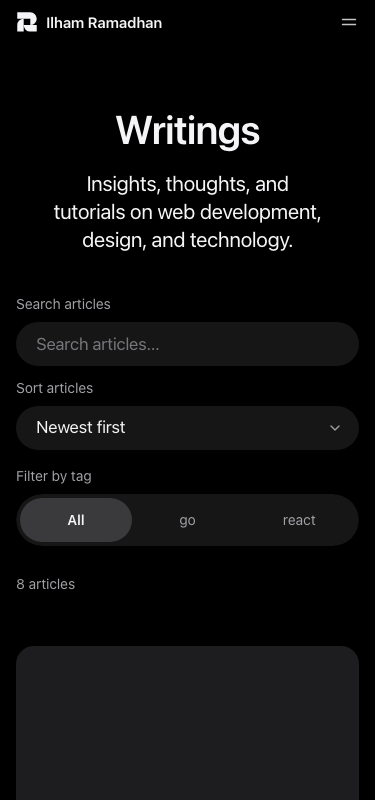 Ilham Ramadhan
Writings
Insights, thoughts, and
tutorials on web development,
design, and technology.
Search articles
Search articles...
Sort articles
Newest first
Filter by tag
All go react
8 articles